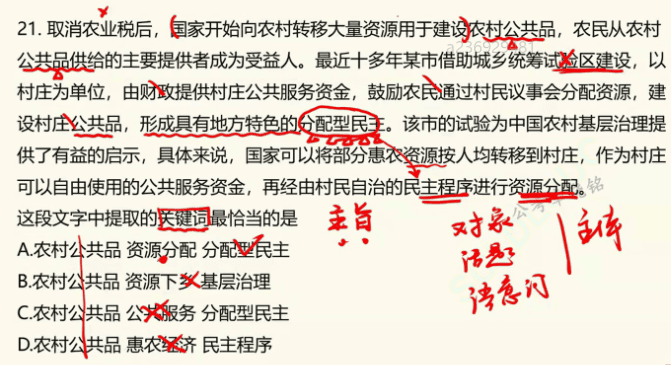 21. 取消农业税后，国家开始向农村转移大量资源用于建设农村公共品，农民从农村
公共品供给的主要提供者成为受益人。最近十多年某市借助城乡统筹试验区建设，以
村庄为单位，由财政提供村庄公共服务资金，鼓励农民通过村民议事会分配资源，建
设村庄公共品，形成具有地方特色的分配型民主。该市的试验为中国农村基层治理提
供了有益的启示，具体来说，国家可以将部分惠农资源按人均转移到村庄，作为村庄
可以自由使用的公共服务资金，再经由村民自治的民主程序进行资源分配。
这段文字中提取的关键词最恰当的是
主旨
对象
主体
话题
A.农村公共品 资源分配 分配型民主
B.农村公共品 资源下乡 基层治理
C.农村公共品 公共服务 分配型民主
D.农村公共品 惠农经济 民主程序